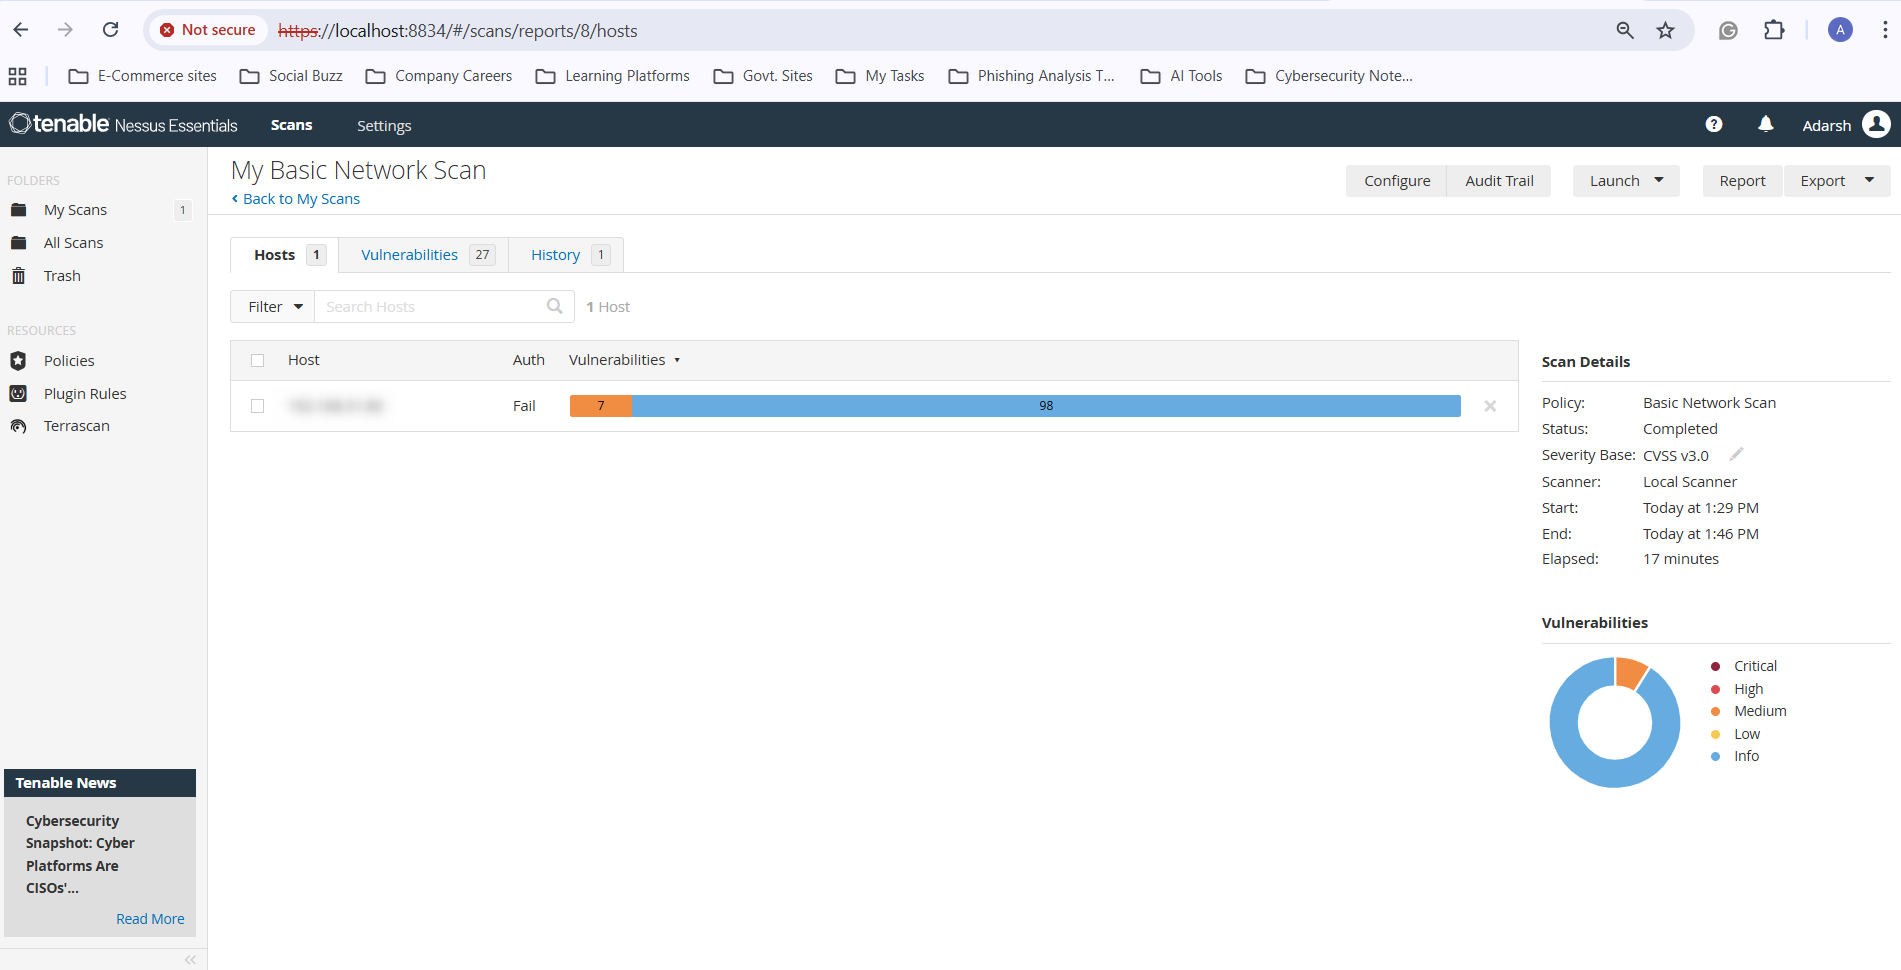 Not secure https://localhost:8834/#/scans/reports/8/hosts A
E-Commerce sites Social Buzz Company Careers Learning Platforms Govt. Sites My Tasks Phishing Analysis T... AI Tools Cybersecurity Note...
tenable Nessus Essentials Scans Settings ? Adarsh
My Basic Network Scan
Back to My Scans
Configure Audit Trail Launch Report Export
FOLDERS
My Scans 1
All Scans
Trash
RESOURCES
Policies
Plugin Rules
Terrascan
Hosts 1 Vulnerabilities 27 History 1
Filter Search Hosts 1 Host
Host Auth Vulnerabilities
Fail 7 98
Scan Details
Policy: Basic Network Scan
Status: Completed
Severity Base: CVSS v3.0
Scanner: Local Scanner
Start: Today at 1:29 PM
End: Today at 1:46 PM
Elapsed: 17 minutes
Vulnerabilities
Critical
High
Medium
Low
Info
Tenable News
Cybersecurity
Snapshot: Cyber
Platforms Are
CISOs'...
Read More